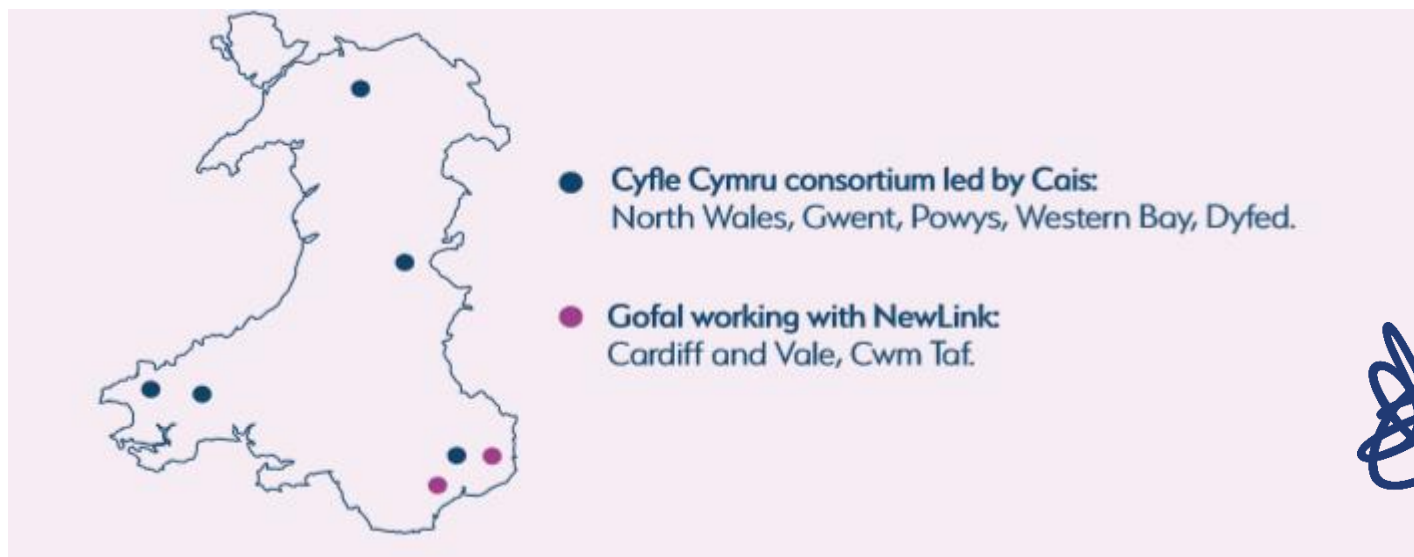 Cyfle Cymru consortium led by Cais:
North Wales, Gwent, Powys, Western Bay, Dyfed.
Gofal working with NewLink:
Cardiff and Vale, Cwm Taf.